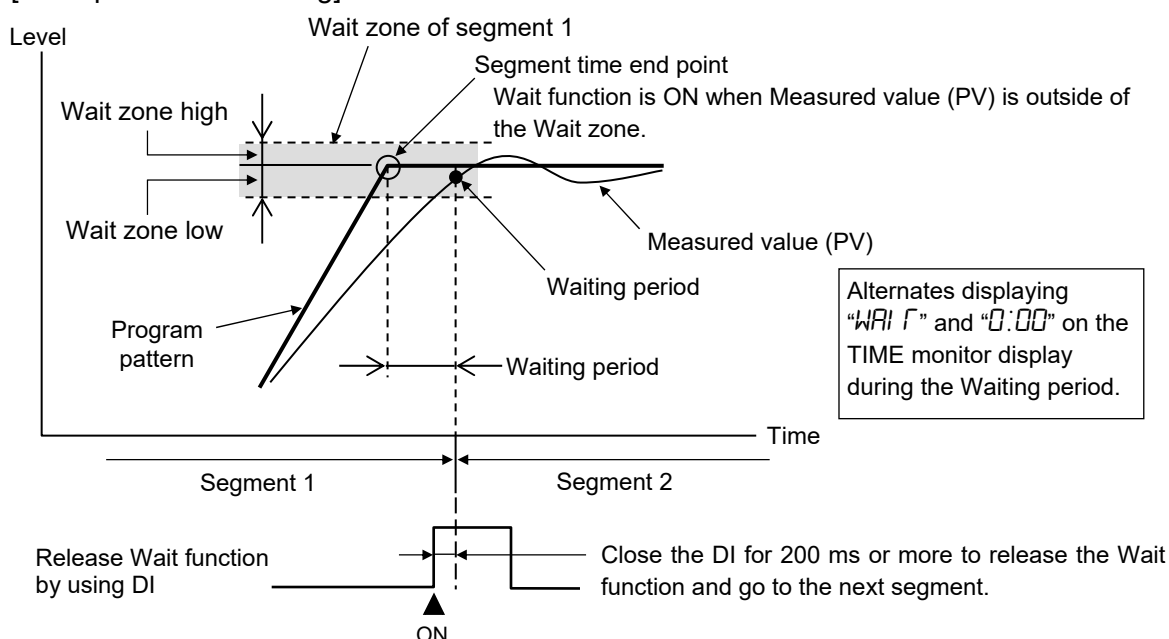 Level
Wait zone of segment 1
Segment time end point
Wait function is ON when Measured value (PV) is outside of
the Wait zone.
Wait zone high
Wait zone low
Measured value (PV)
Waiting period
Program
pattern
Waiting period
Alternates displaying
“WAIT” and “0:00” on the
TIME monitor display
during the Waiting period.
Time
Segment 1
Segment 2
Release Wait function
by using DI
Close the DI for 200 ms or more to release the Wait
function and go to the next segment.
ON